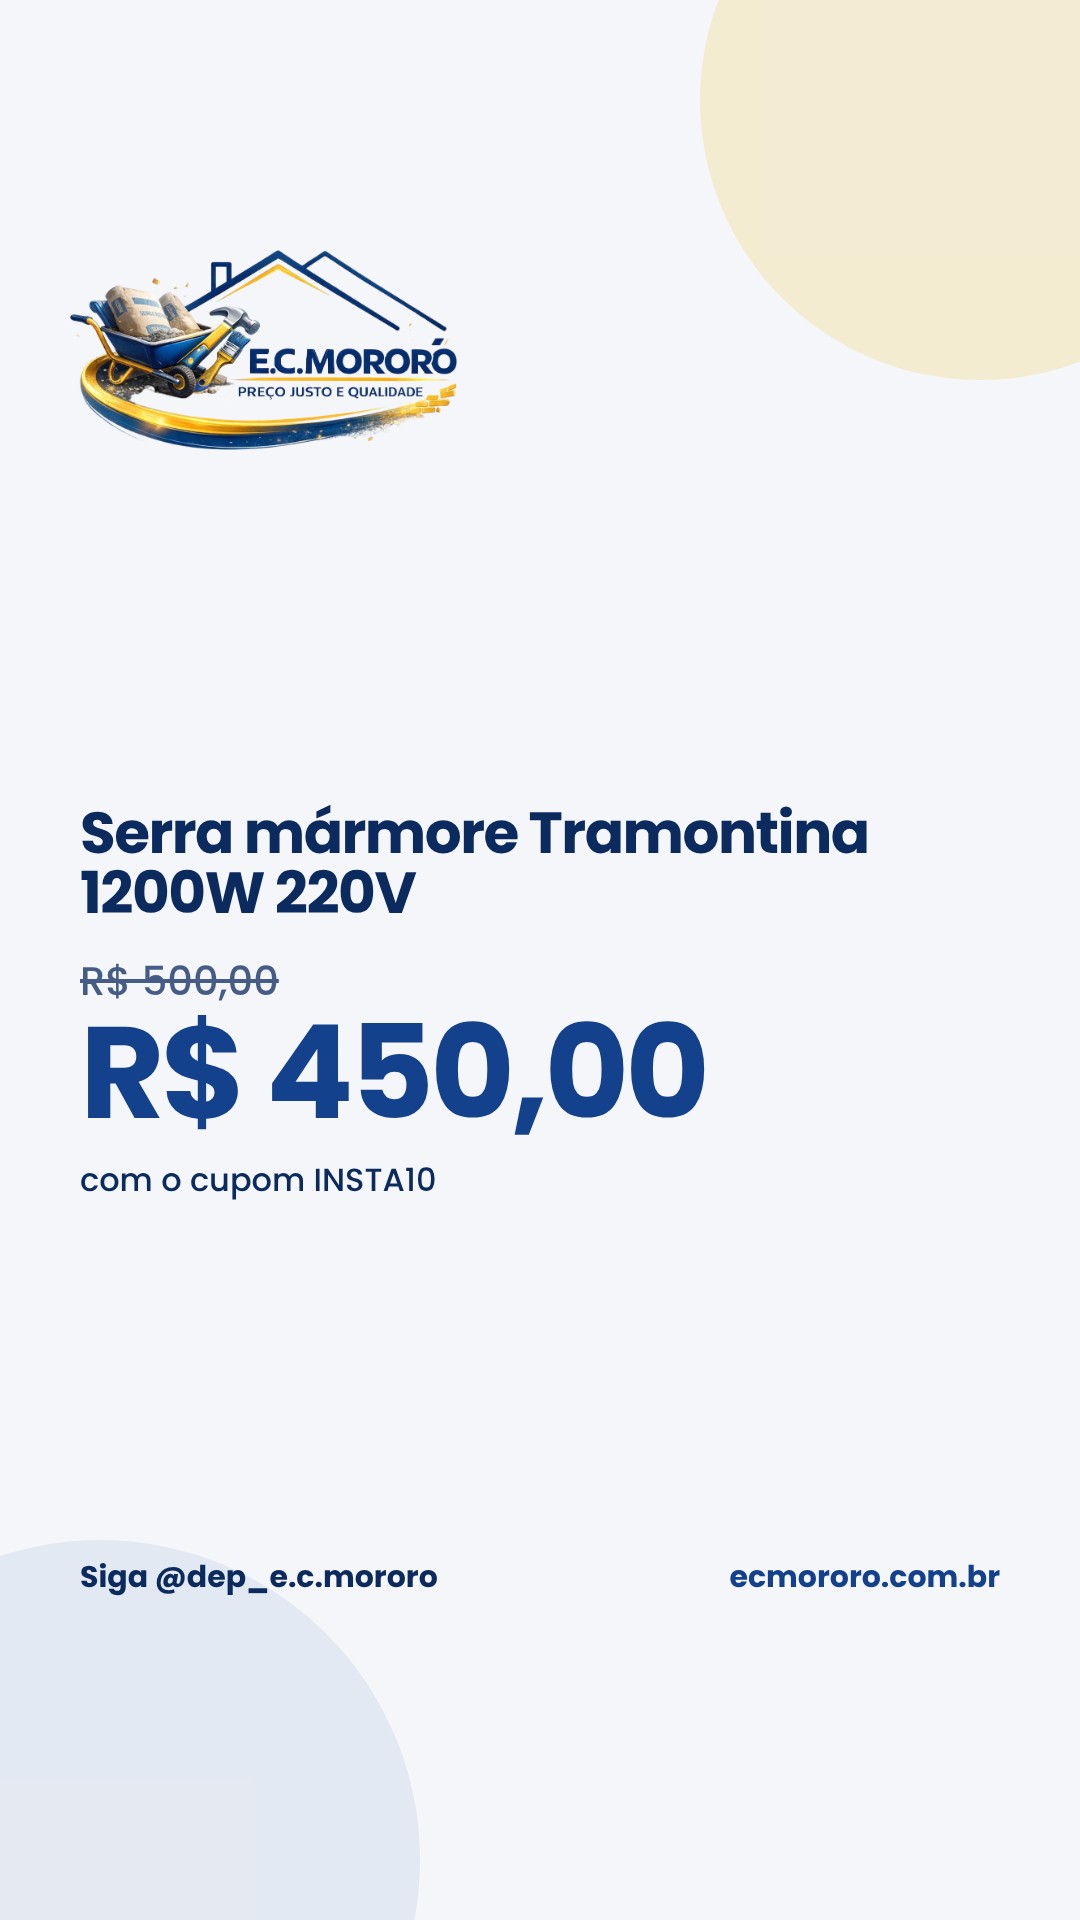 E.C.MORORÓ
PREÇO JUSTO E QUALIDADE
Serra mármore Tramontina
1200W 220V
R$ 500,00
R$ 450,00
com o cupom INSTA10
Siga @dep_e.c.mororo
ecmororo.com.br